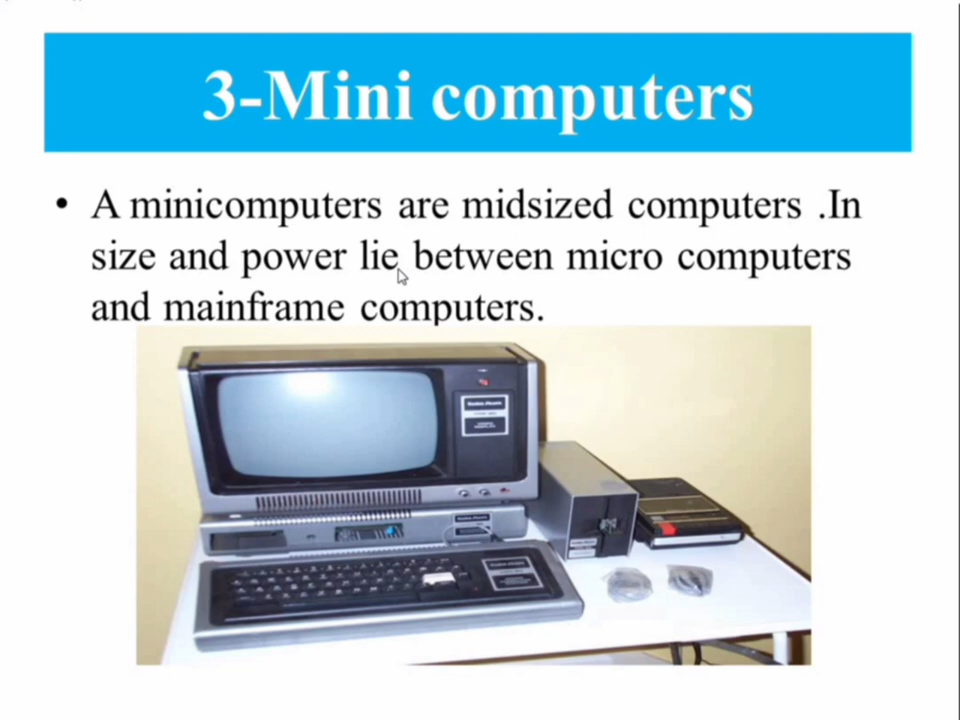 3-Mini computers
• A minicomputers are midsized computers .In
size and power lie between micro computers
and mainframe computers.